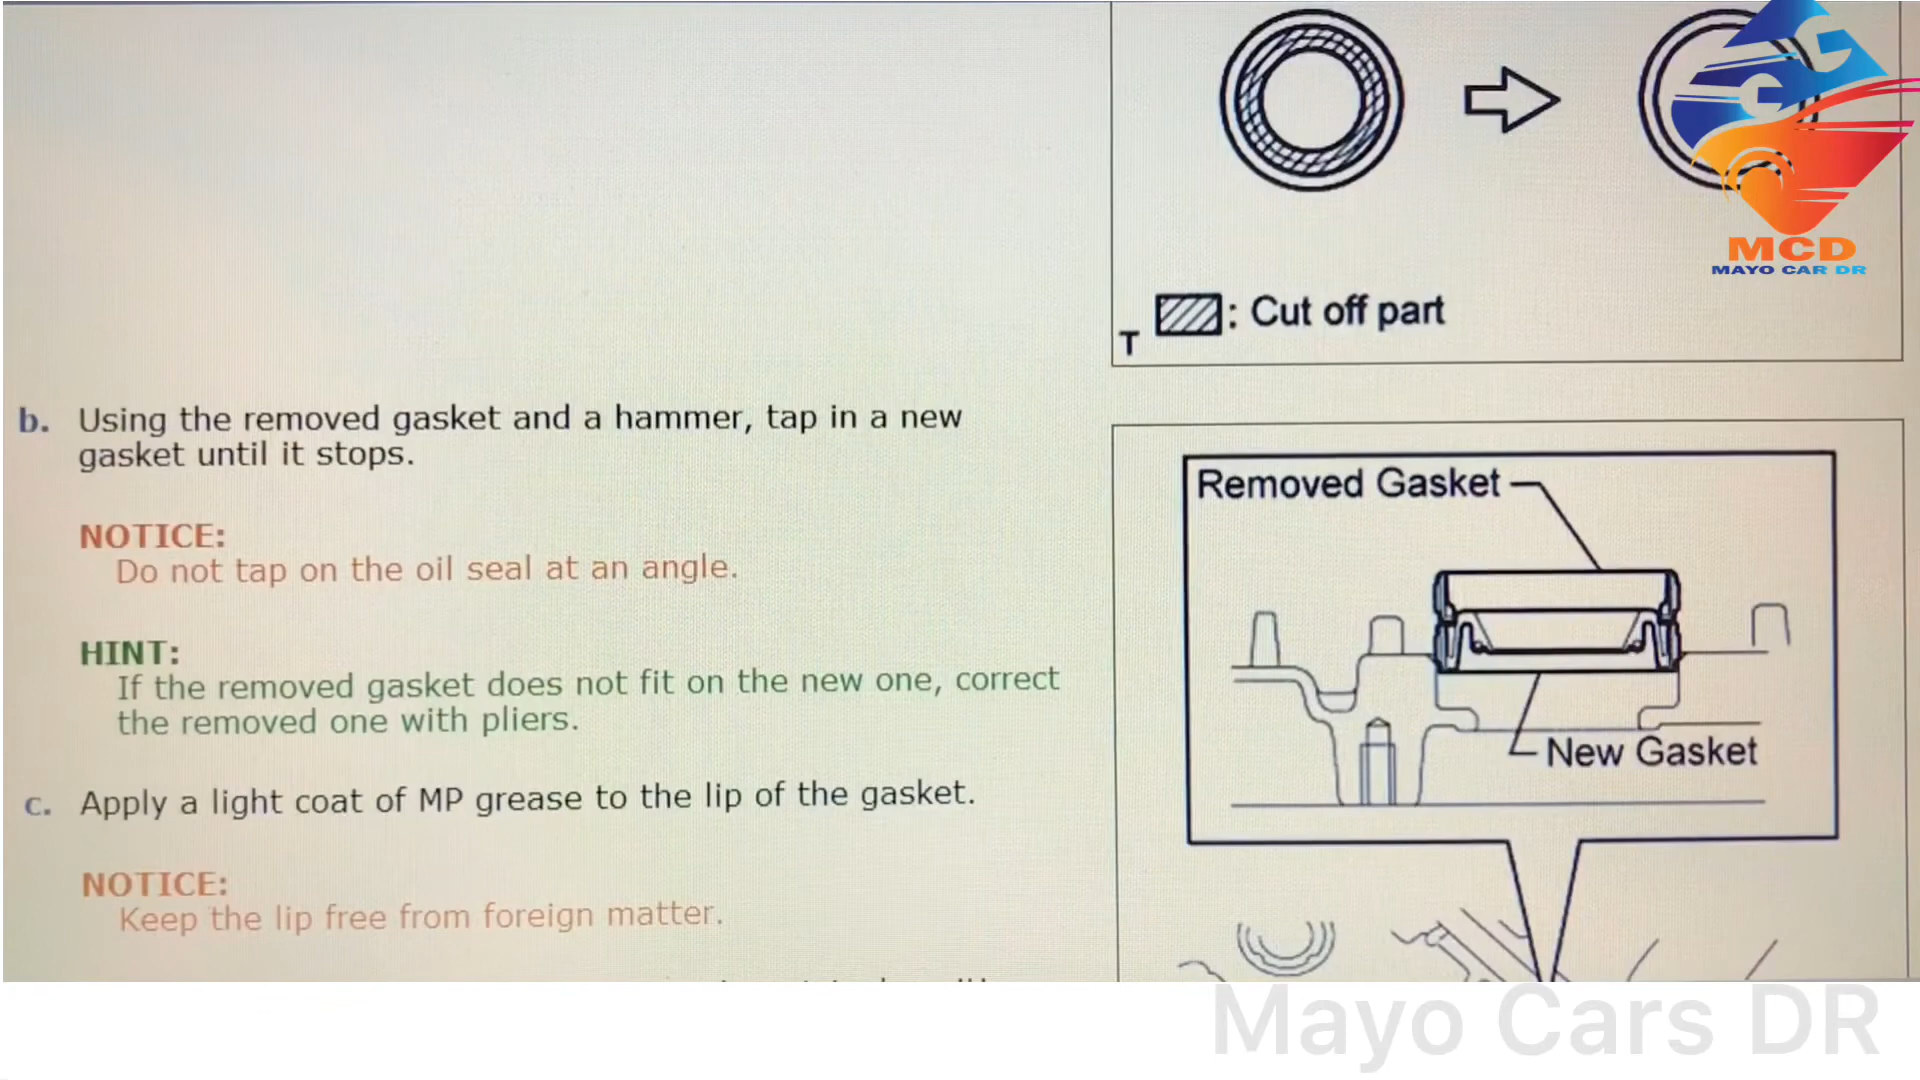 MCD
MAYO CAR DR
: Cut off part
T
b. Using the removed gasket and a hammer, tap in a new
gasket until it stops.
NOTICE:
Do not tap on the oil seal at an angle.
HINT:
If the removed gasket does not fit on the new one, correct
the removed one with pliers.
c. Apply a light coat of MP grease to the lip of the gasket.
NOTICE:
Keep the lip free from foreign matter.
Removed Gasket
New Gasket
Mayo Cars DR